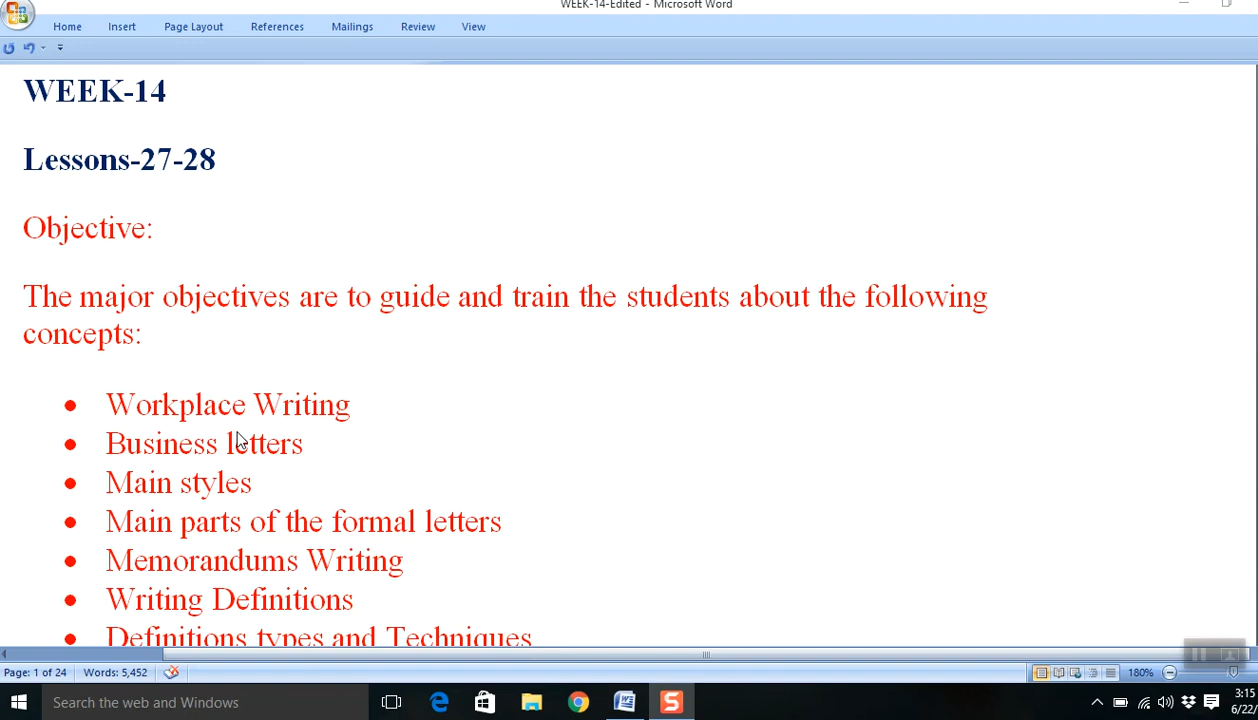 WEEK-14-Edited - Microsoft Word
Home Insert Page Layout References Mailings Review View
WEEK-14
Lessons-27-28
Objective:
The major objectives are to guide and train the students about the following
concepts:
• Workplace Writing
• Business letters
• Main styles
• Main parts of the formal letters
• Memorandums Writing
• Writing Definitions
• Definitions types and Techniques
Page: 1 of 24 Words: 5,452 180%
Search the web and Windows
3:15
6/22/